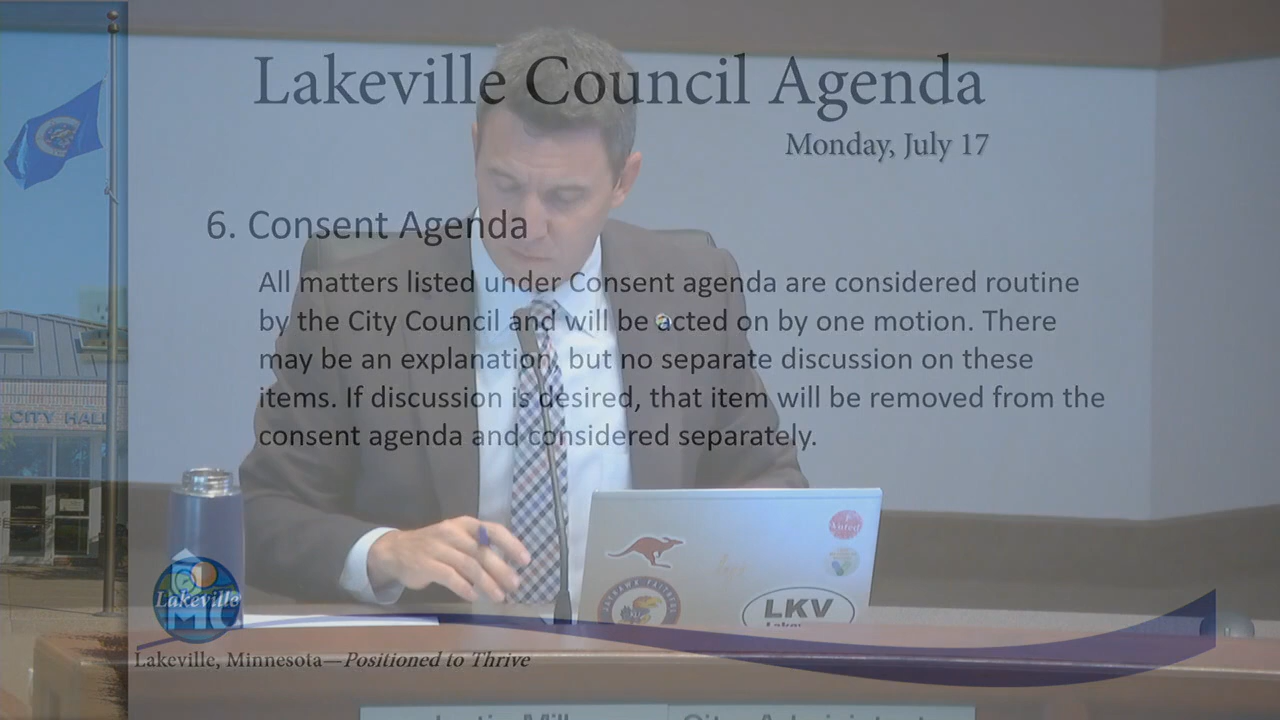 Lakeville Council Agenda
Monday, July 17
6. Consent Agenda
All matters listed under Consent agenda are considered routine
by the City Council and will be acted on by one motion. There
may be an explanation, but no separate discussion on these
items. If discussion is desired, that item will be removed from the
consent agenda and considered separately.
CITY HALL
I Voted
LKV
Lakeville
Lakeville, Minnesota—Positioned to Thrive